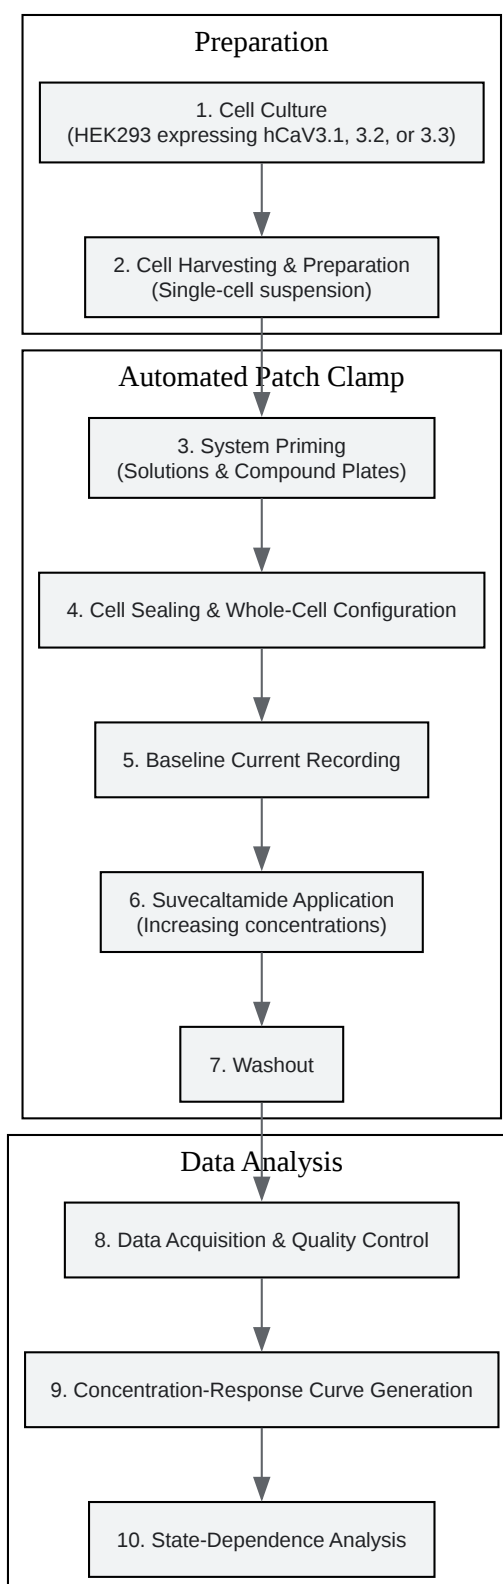 Preparation
1. Cell Culture
(HEK293 expressing hCaV3.1, 3.2, or 3.3)
2. Cell Harvesting & Preparation
(Single-cell suspension)
Automated Patch Clamp
3. System Priming
(Solutions & Compound Plates)
4. Cell Sealing & Whole-Cell Configuration
5. Baseline Current Recording
6. Suvecaltamide Application
(Increasing concentrations)
7. Washout
Data Analysis
8. Data Acquisition & Quality Control
9. Concentration-Response Curve Generation
10. State-Dependence Analysis